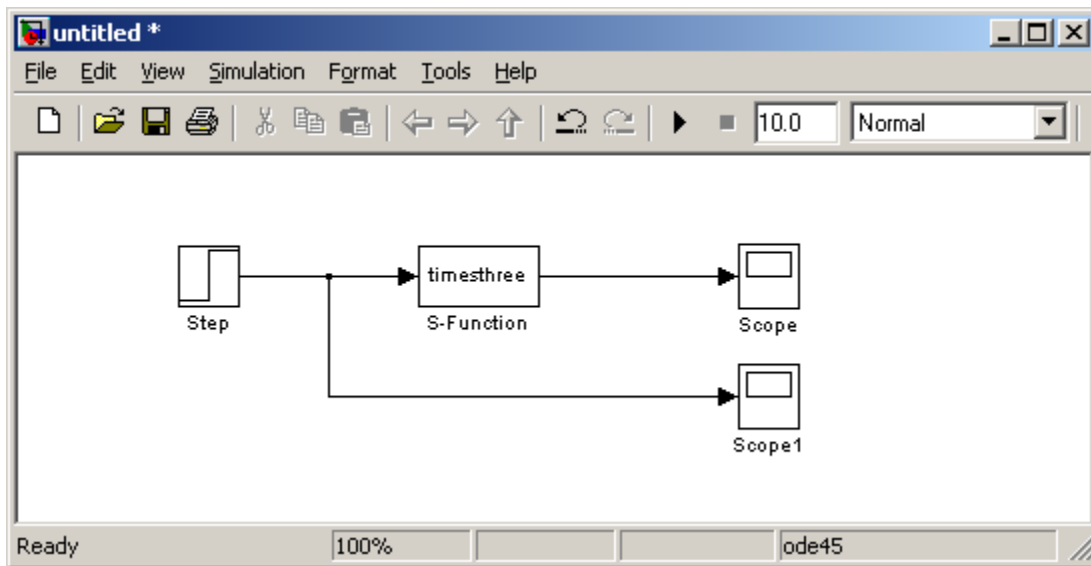 untitled *
File Edit View Simulation Format Tools Help
10.0 Normal
timesthree
Step S-Function Scope
Scope1
Ready 100% ode45